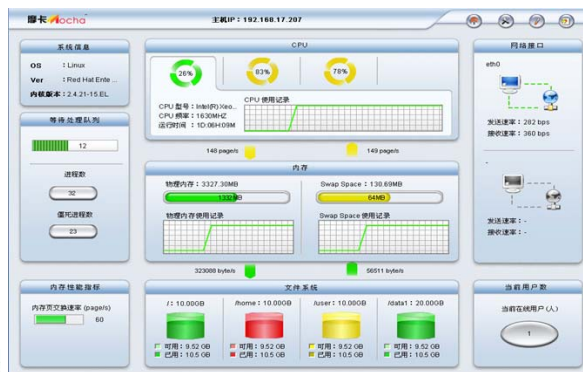 摩卡 Mocha
主机IP：192.168.17.207
系统信息
OS ：Linux
Ver ：Red Hat Ente ...
内核版本：2.4.21-15.EL
等待处理队列
12
进程数
32
僵死进程数
23
CPU
26%
83%
78%
CPU 型号：Intel(R)Xeo..
CPU 频率：1630MHZ
运行时间 ：1D:06H:09M
CPU 使用记录
148 page/s
149 page/s
内存
物理内存：3327.30MB
1332MB
物理内存使用记录
Swap Space：130.69MB
64MB
Swap Space 使用记录
323088 byte/s
56511 byte/s
网络接口
eth0
发送速率：282 bps
接收速率：360 bps
-
发送速率：-
接收速率：-
内存性能指标
内存页交换速率 (page/s)
60
文件系统
/：10.00GB
可用：9.52 GB
已用：10.5 GB
/home：10.00GB
可用：9.52 GB
已用：10.5 GB
/user：10.00GB
可用：9.52 GB
已用：10.5 GB
/data1：20.00GB
可用：9.52 GB
已用：10.5 GB
当前用户数
当前在线用户 (人)
1